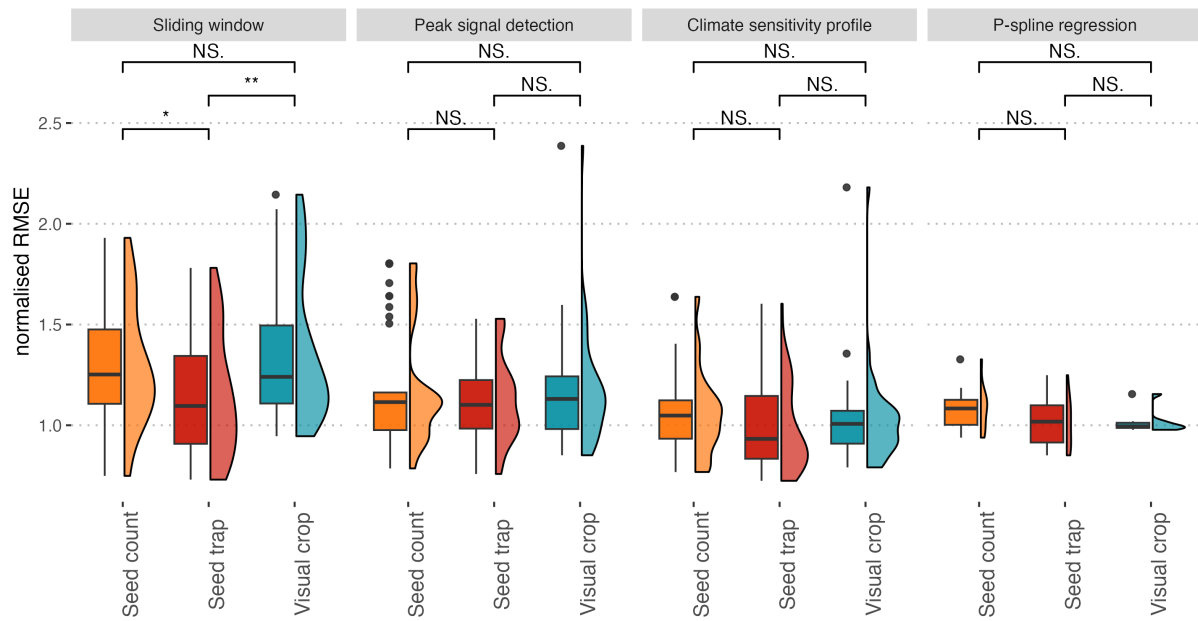 Sliding window
Peak signal detection
Climate sensitivity profile
P-spline regression
NS.
NS.
NS.
NS.
**
NS.
NS.
NS.
*
NS.
NS.
NS.
2.5
2.0
1.5
1.0
normalised RMSE
Seed count
Seed trap
Visual crop
Seed count
Seed trap
Visual crop
Seed count
Seed trap
Visual crop
Seed count
Seed trap
Visual crop